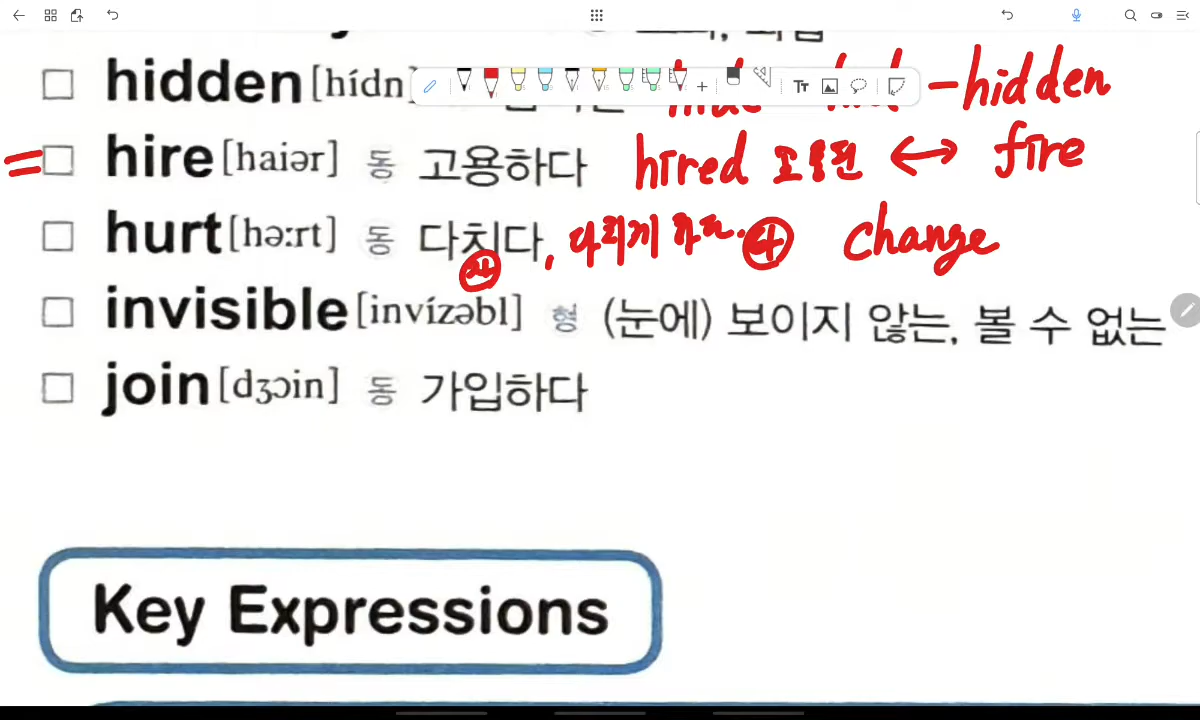 hidden [hídn] –hidden
hire [haiər] 동 고용하다 hired 고용된 ↔ fire
hurt [hə:rt] 동 다치다, 다치게 하다. 타 change
자
invisible [invízəbl] 형 (눈에) 보이지 않는, 볼 수 없는
join [dʒɔin] 동 가입하다
Key Expressions